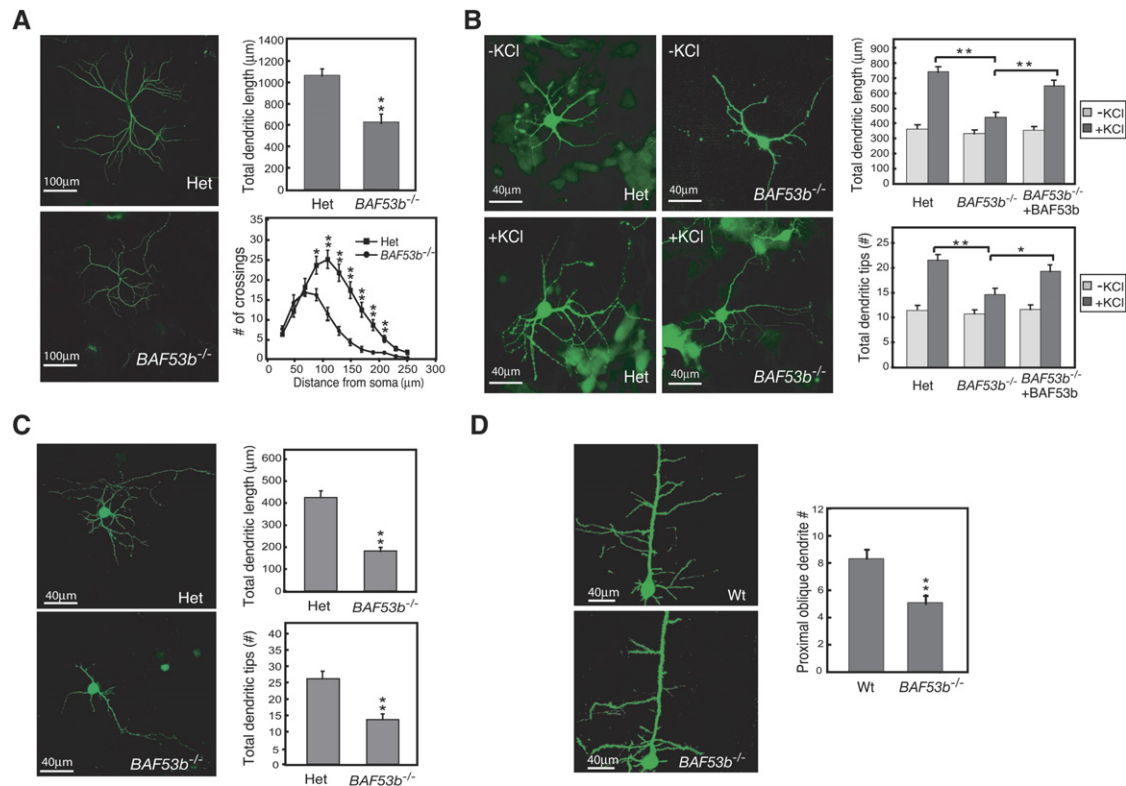 A
Het
100µm
BAF53b-/-
100µm
Total dendritic length (µm)
1400
1200
1000
800
600
400
200
0
**
Het BAF53b-/-
# of crossings
35
30
25
20
15
10
5
0
Het
BAF53b-/-
* ** ** ** ** **
0 50 100 150 200 250 300
Distance from soma (µm)
B
-KCl
40µm
Het
-KCl
40µm
BAF53b-/-
+KCl
40µm
Het
+KCl
40µm
BAF53b-/-
Total dendritic length (µm)
900
800
700
600
500
400
300
200
100
0
** **
Het BAF53b-/- BAF53b-/-
+BAF53b
-KCl
+KCl
Total dendritic tips (#)
25
20
15
10
5
0
** *
Het BAF53b-/- BAF53b-/-
+BAF53b
-KCl
+KCl
C
40µm
Het
40µm
BAF53b-/-
Total dendritic length (µm)
600
500
400
300
200
100
0
**
Het BAF53b-/-
Total dendritic tips (#)
40
35
30
25
20
15
10
5
0
**
Het BAF53b-/-
D
40µm
Wt
40µm
BAF53b-/-
Proximal oblique dendrite #
12
10
8
6
4
2
0
**
Wt BAF53b-/-